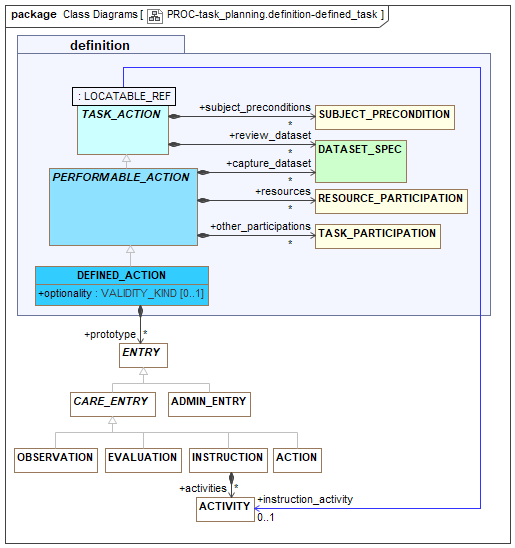 package Class Diagrams [ PROC-task_planning.definition-defined_task ]
definition
: LOCATABLE_REF
TASK_ACTION
+subject_preconditions
*
SUBJECT_PRECONDITION
+review_dataset
*
DATASET_SPEC
PERFORMABLE_ACTION
+capture_dataset
*
+resources
*
RESOURCE_PARTICIPATION
+other_participations
*
TASK_PARTICIPATION
DEFINED_ACTION
+optionality : VALIDITY_KIND [0..1]
+prototype *
ENTRY
CARE_ENTRY
ADMIN_ENTRY
OBSERVATION
EVALUATION
INSTRUCTION
ACTION
+activities *
ACTIVITY
+instruction_activity
0..1